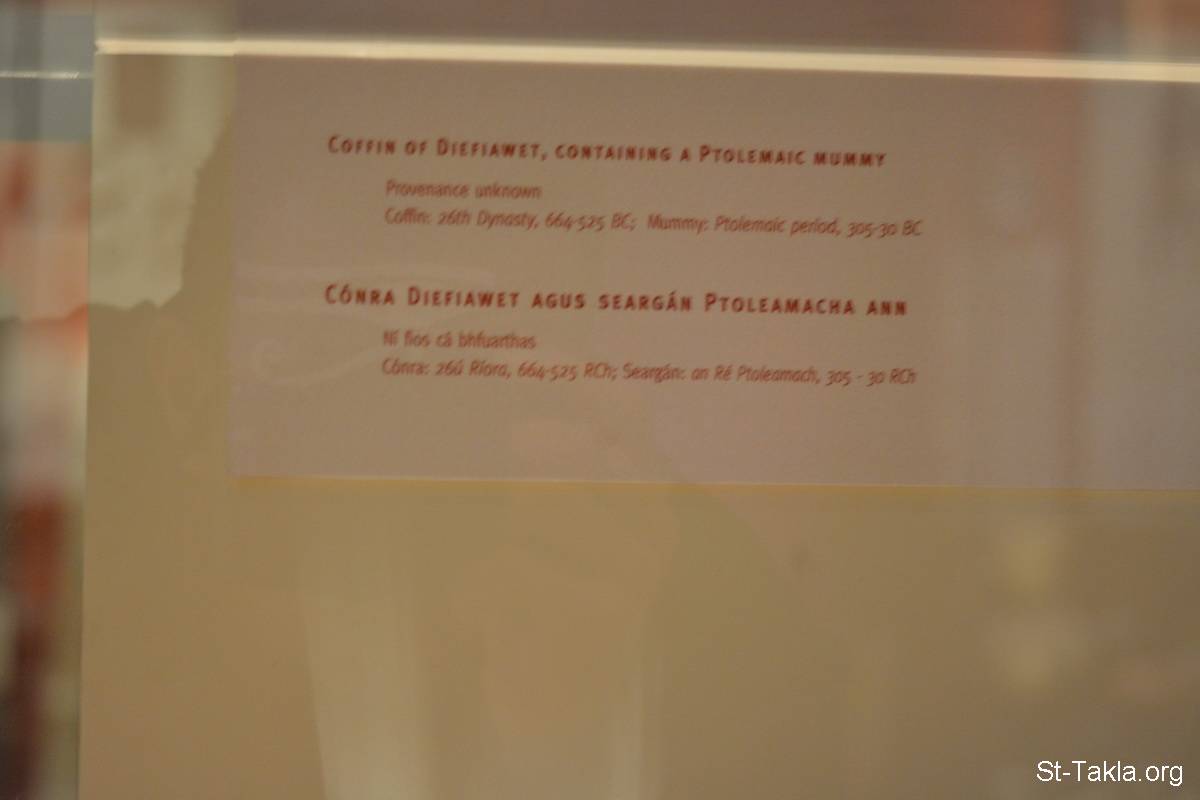 COFFIN OF DIEFIAWET, CONTAINING A PTOLEMAIC MUMMY
Provenance unknown
Coffin: 26th Dynasty, 664-525 BC; Mummy: Ptolemaic period, 305-30 BC
CÓNRA DIEFIAWET AGUS SEARGÁN PTOLEAMACHA ANN
Ní fios cá bhfuarthas
Cónra: 26ú Ríora, 664-525 RCh; Seargán: an Ré Ptoleamach, 305 - 30 RCh
St-Takla.org